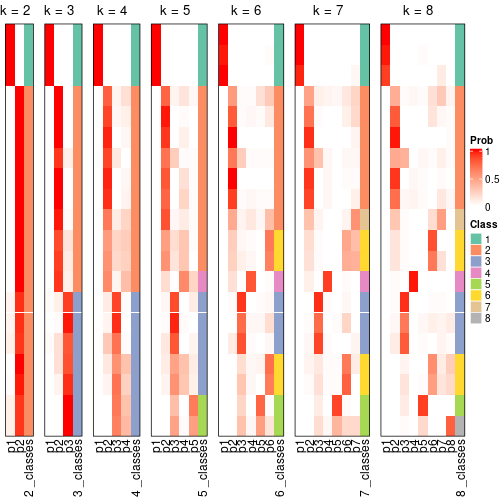 k = 2 k = 3 k = 4 k = 5 k = 6 k = 7 k = 8
Prob
1
0.5
0
Class
1
2
3
4
5
6
7
8
p1 p2 2_classes p1 p2 p3 3_classes p1 p2 p3 p4 4_classes p1 p2 p3 p4 p5 5_classes p1 p2 p3 p4 p5 p6 6_classes p1 p2 p3 p4 p5 p6 p7 7_classes p1 p2 p3 p4 p5 p6 p7 p8 8_classes